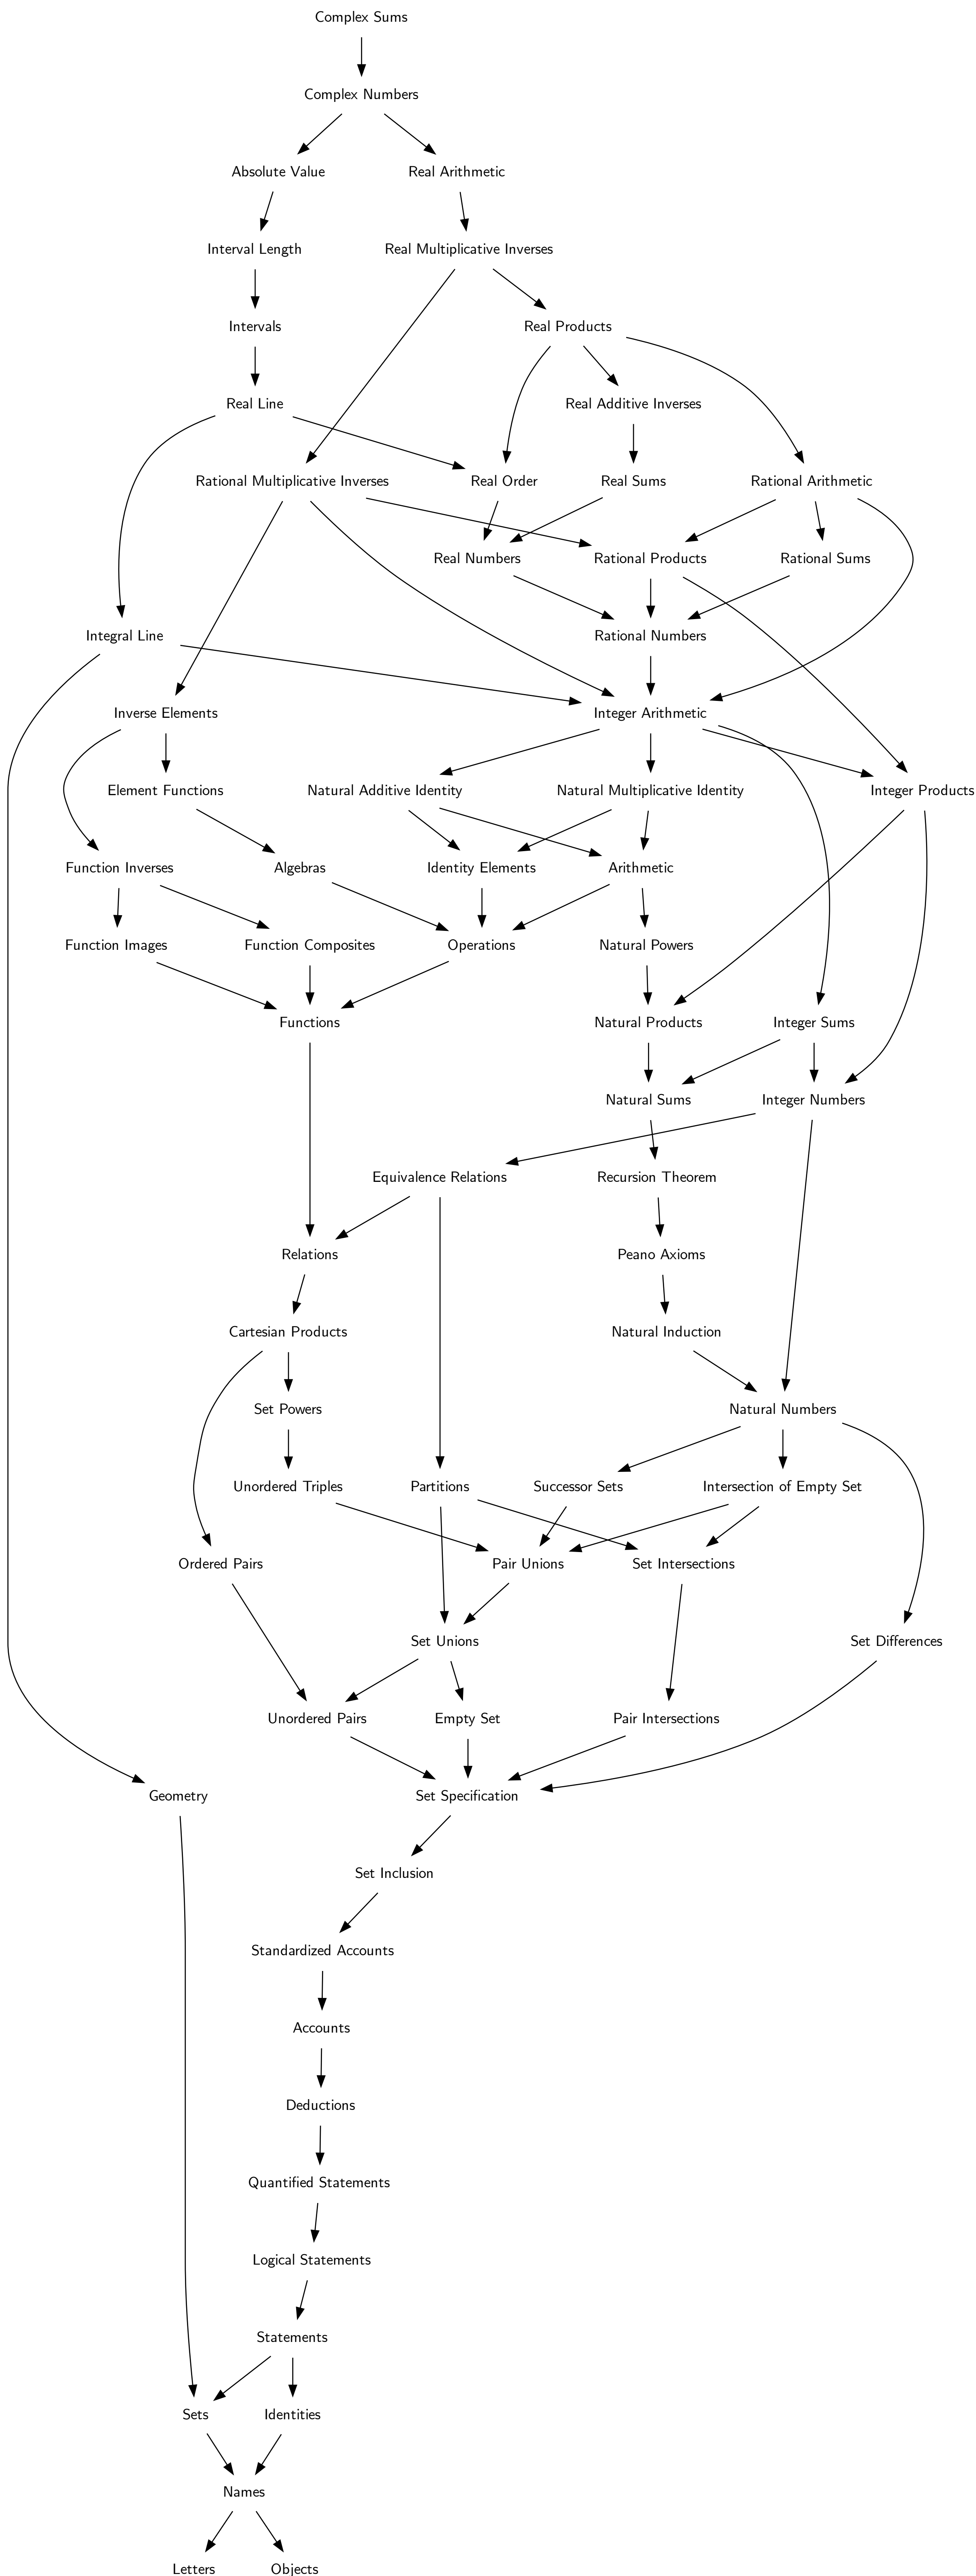 Complex Sums
Complex Numbers
Absolute Value
Real Arithmetic
Interval Length
Real Multiplicative Inverses
Intervals
Real Products
Real Line
Real Additive Inverses
Rational Multiplicative Inverses
Real Order
Real Sums
Rational Arithmetic
Real Numbers
Rational Products
Rational Sums
Integral Line
Rational Numbers
Inverse Elements
Integer Arithmetic
Element Functions
Natural Additive Identity
Natural Multiplicative Identity
Integer Products
Function Inverses
Algebras
Identity Elements
Arithmetic
Function Images
Function Composites
Operations
Natural Powers
Functions
Natural Products
Integer Sums
Natural Sums
Integer Numbers
Equivalence Relations
Recursion Theorem
Relations
Peano Axioms
Cartesian Products
Natural Induction
Set Powers
Natural Numbers
Unordered Triples
Partitions
Successor Sets
Intersection of Empty Set
Ordered Pairs
Pair Unions
Set Intersections
Set Unions
Set Differences
Unordered Pairs
Empty Set
Pair Intersections
Geometry
Set Specification
Set Inclusion
Standardized Accounts
Accounts
Deductions
Quantified Statements
Logical Statements
Statements
Sets
Identities
Names
Letters
Objects